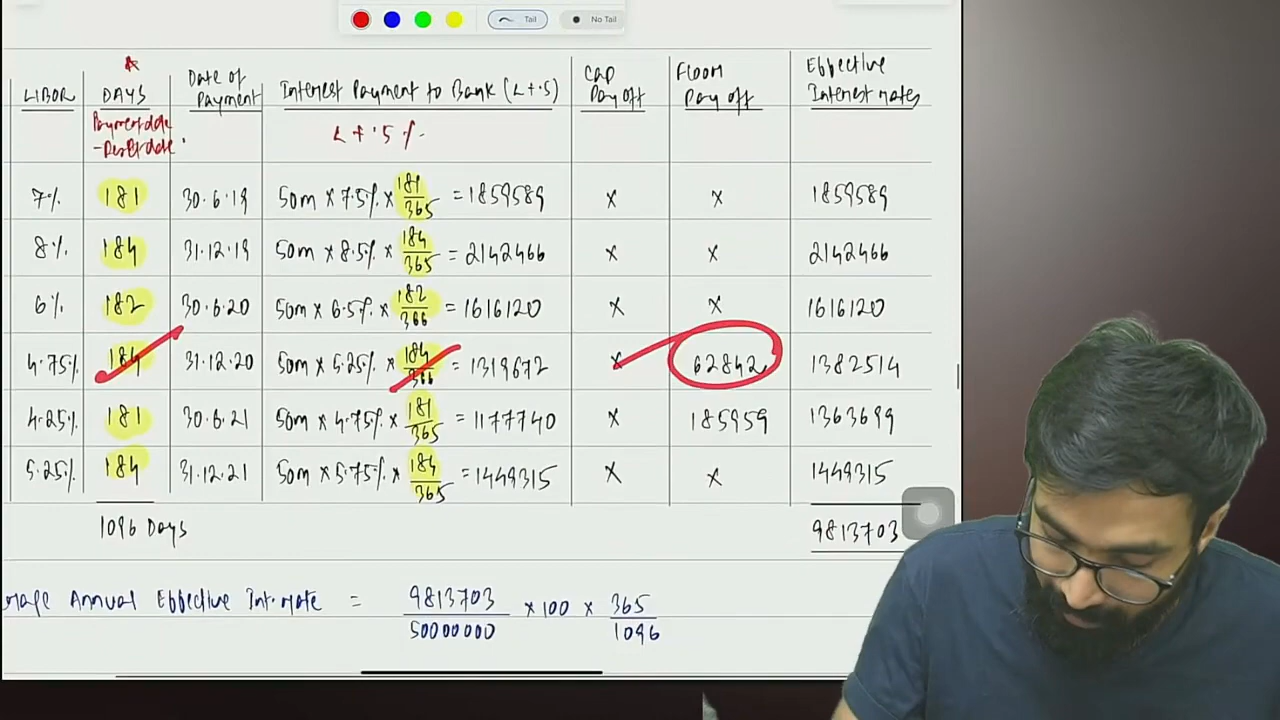 Tail
No Tail
LIBOR
DAYS
Payment date
- Reset date
Date of
Payment
Interest Payment to Bank (L+.5)
L + .5 %
Cap
Pay off
Floor
Pay off
Effective
Interest rates
7% 181 30.6.19 50m × 7.5% × 181/365 = 1859589 × × 1859589
8% 184 31.12.19 50m × 8.5% × 184/365 = 2142466 × × 2142466
6% 182 30.6.20 50m × 6.5% × 182/366 = 1616120 × × 1616120
4.75% 184 31.12.20 50m × 5.25% × 184/366 = 1319672 × 62842 1382514
4.25% 181 30.6.21 50m × 4.75% × 181/365 = 1177740 × 185959 1363699
5.25% 184 31.12.21 50m × 5.75% × 184/365 = 1449315 × × 1449315
1096 Days 9813703
Annual Effective Int. rate = 9813703/50000000 × 100 × 365/1096